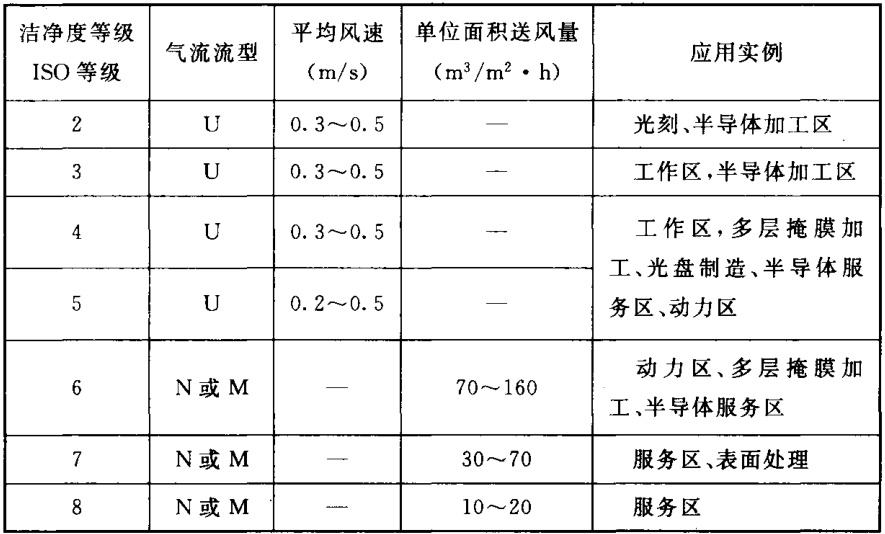 洁净度等级 ISO 等级 气流流型 平均风速 (m/s) 单位面积送风量 (m³/m²·h) 应用实例
2 U 0.3~0.5 — 光刻、半导体加工区
3 U 0.3~0.5 — 工作区,半导体加工区
4 U 0.3~0.5 — 工作区,多层掩膜加
工、光盘制造、半导体服
5 U 0.2~0.5 — 务区、动力区
6 N 或 M — 70~160 动力区、多层掩膜加
工、半导体服务区
7 N 或 M — 30~70 服务区、表面处理
8 N 或 M — 10~20 服务区